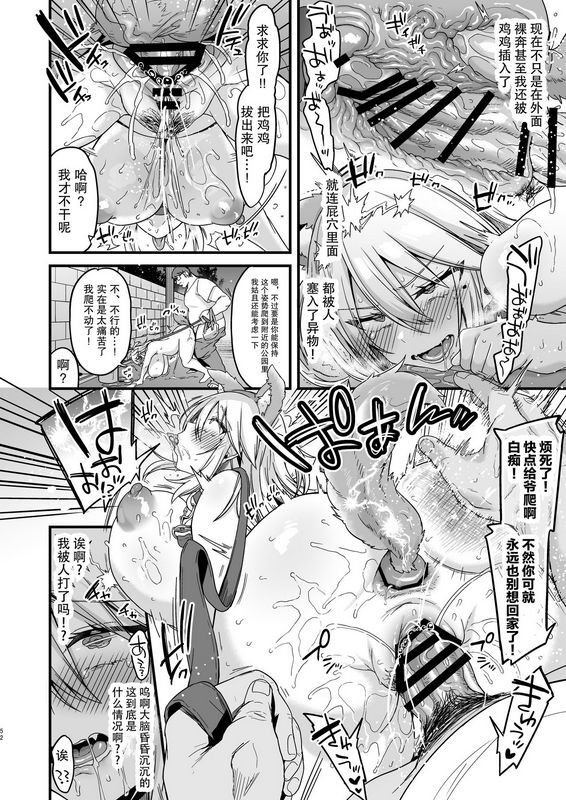 现在不只是在外面
裸奔甚至我还被
鸡鸡插入了
就连屁穴里面
都被人
塞入了异物！
求求你了!!
把鸡鸡
拔出来吧…
哈啊？
我才不干呢
嗯，不过要是你能保持
这个姿势爬到附近的公园里
我姑且还能考虑一下
不、不行的…！
实在是太痛苦了
我爬不动了！
啊？
ぱぁん
烦死了！
快点给爷爬啊
白痴！
不然你可就
永远也别想回家了！
诶啊？
我被人
打了吗!?
呜啊大脑昏昏沉沉的
这到底是
什么情况啊??
诶
52